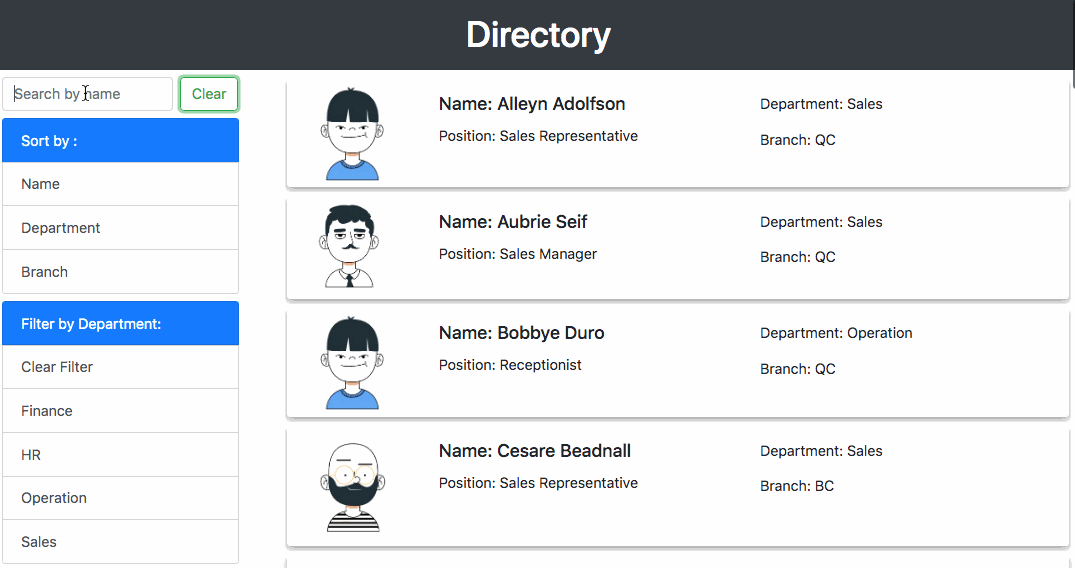 Directory
Search by name
Clear
Sort by :
Name
Department
Branch
Filter by Department:
Clear Filter
Finance
HR
Operation
Sales
Name: Alleyn Adolfson
Position: Sales Representative
Department: Sales
Branch: QC
Name: Aubrie Seif
Position: Sales Manager
Department: Sales
Branch: QC
Name: Bobbye Duro
Position: Receptionist
Department: Operation
Branch: QC
Name: Cesare Beadnall
Position: Sales Representative
Department: Sales
Branch: BC